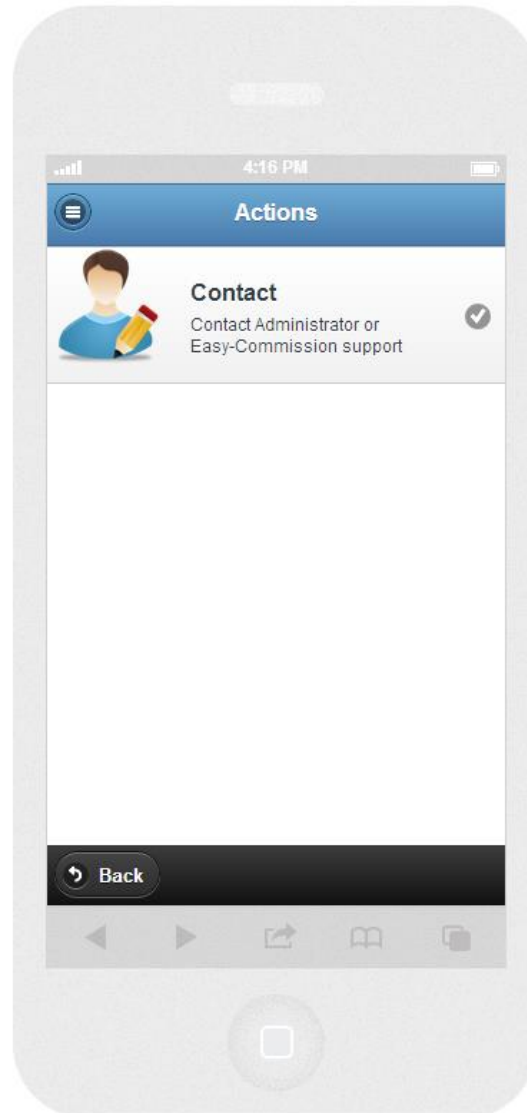 4:16 PM
Actions
Contact
Contact Administrator or
Easy-Commission support
Back